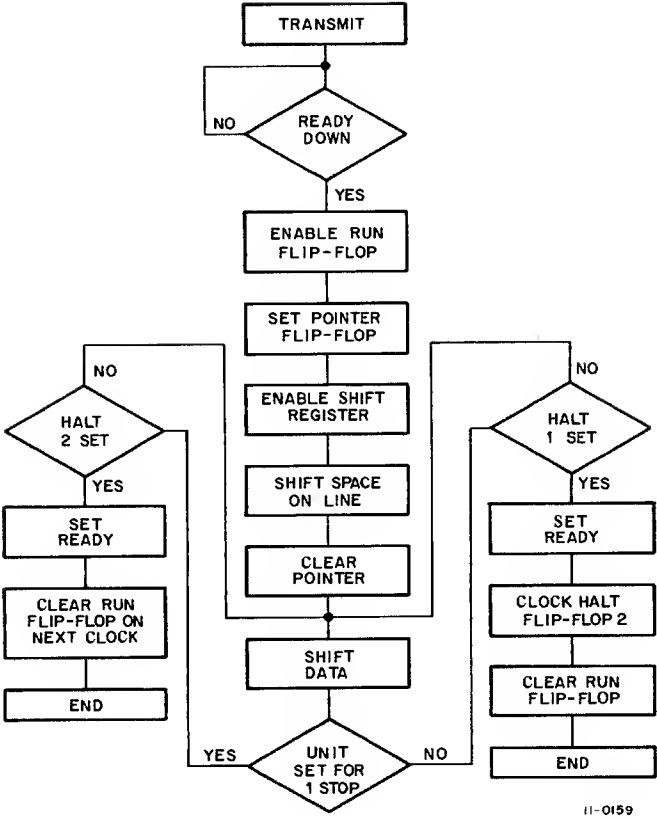 TRANSMIT
NO
READY
DOWN
YES
ENABLE RUN
FLIP-FLOP
SET POINTER
FLIP-FLOP
ENABLE SHIFT
REGISTER
SHIFT SPACE
ON LINE
CLEAR
POINTER
SHIFT
DATA
UNIT
SET FOR
1 STOP
YES
NO
NO
HALT
2 SET
YES
SET
READY
CLEAR RUN
FLIP-FLOP ON
NEXT CLOCK
END
NO
HALT
1 SET
YES
SET
READY
CLOCK HALT
FLIP-FLOP 2
CLEAR RUN
FLIP-FLOP
END
11-0159